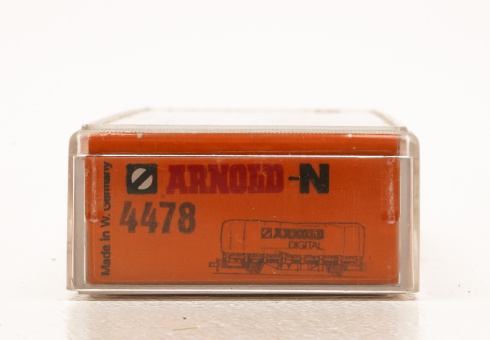 ARNOLD-N
4478
Made in W. Germany
ARNOLD
DIGITAL